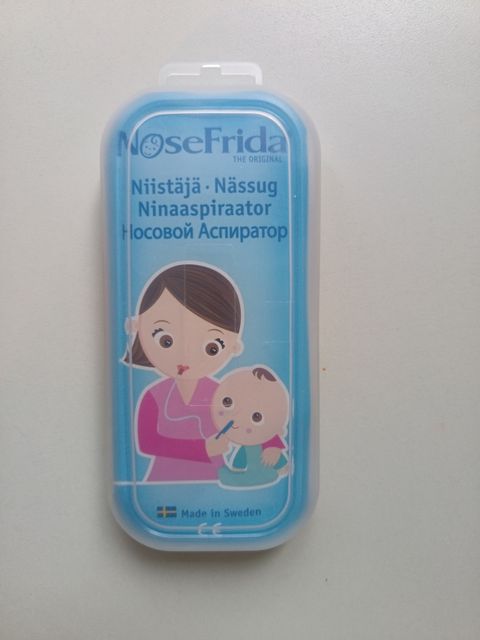 NoseFrida
THE ORIGINAL
Niistäjä · Nässug
Ninaaspiraator
Носовой Аспиратор
Made in Sweden
CE